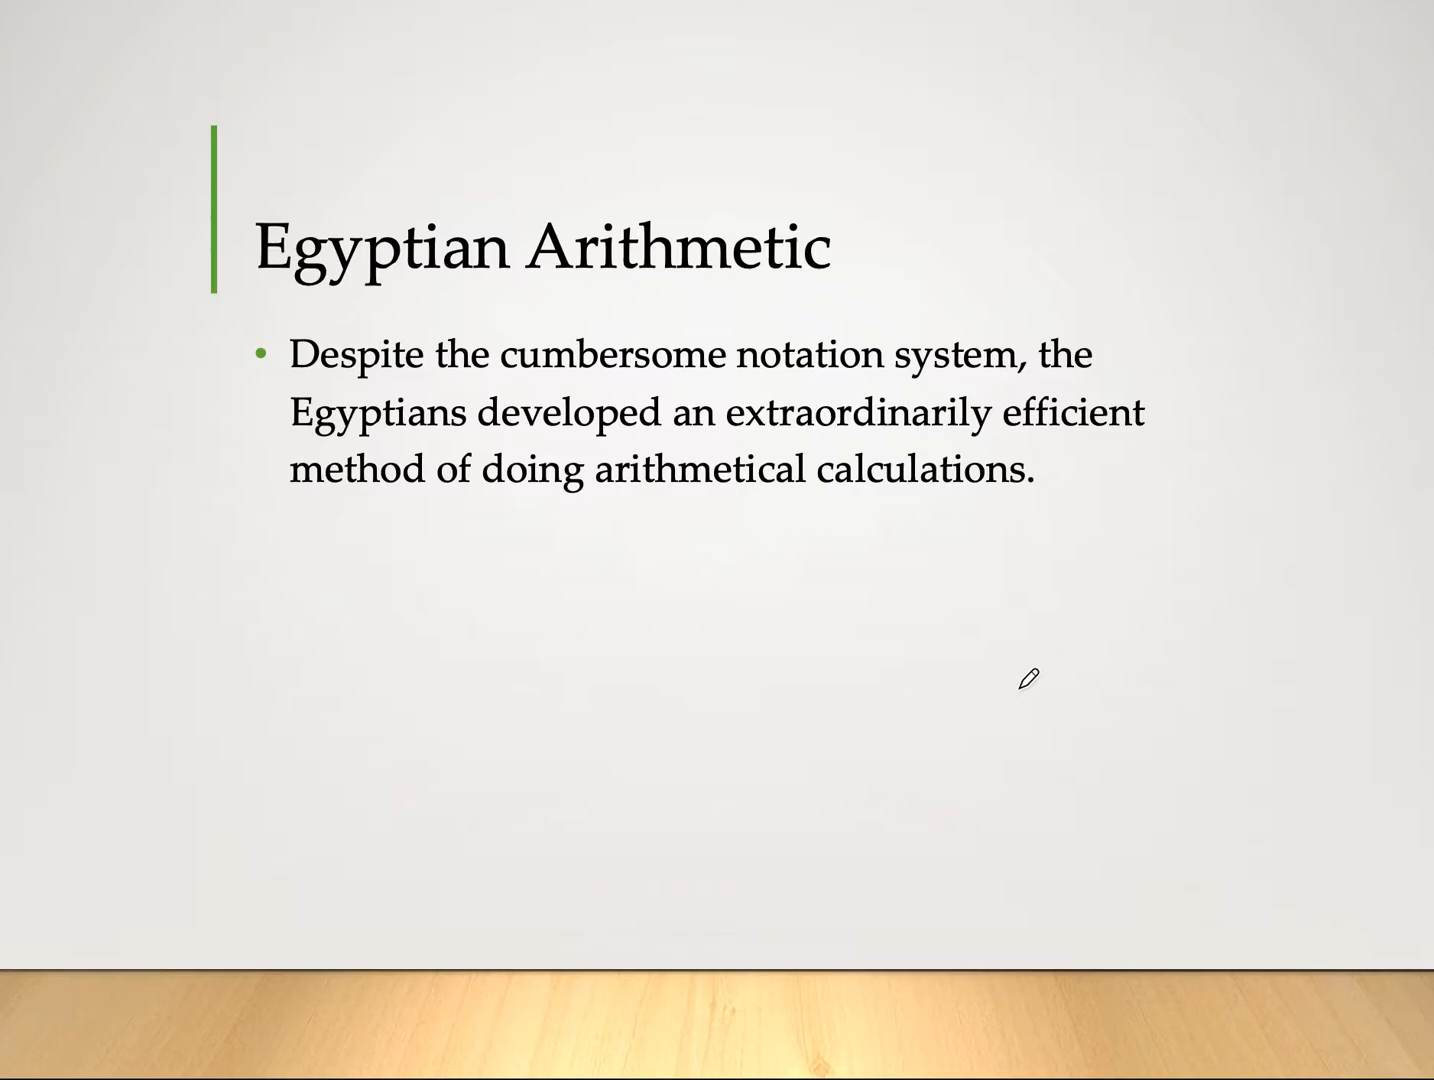 Egyptian Arithmetic
• Despite the cumbersome notation system, the
Egyptians developed an extraordinarily efficient
method of doing arithmetical calculations.